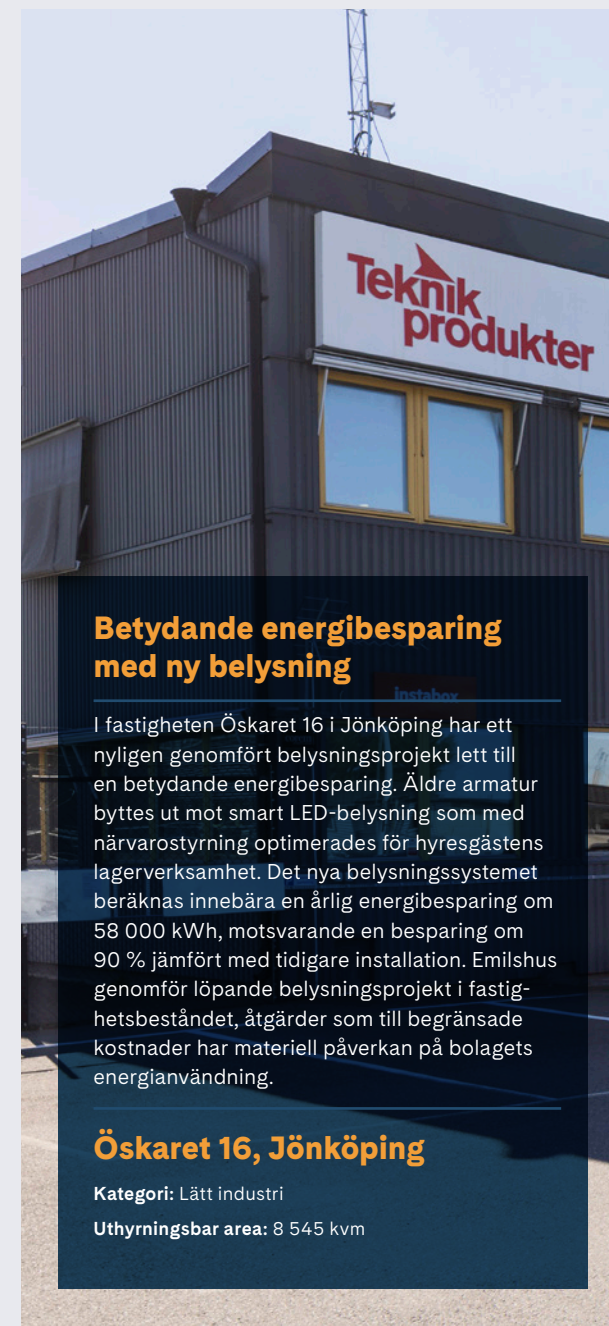 Teknik
produkter
instabox
Betydande energibesparing
med ny belysning
I fastigheten Öskaret 16 i Jönköping har ett
nyligen genomfört belysningsprojekt lett till
en betydande energibesparing. Äldre armatur
byttes ut mot smart LED-belysning som med
närvarostyrning optimerades för hyresgästens
lagerverksamhet. Det nya belysningssystemet
beräknas innebära en årlig energibesparing om
58 000 kWh, motsvarande en besparing om
90 % jämfört med tidigare installation. Emilshus
genomför löpande belysningsprojekt i fastig-
hetsbeståndet, åtgärder som till begränsade
kostnader har materiell påverkan på bolagets
energianvändning.
Öskaret 16, Jönköping
Kategori: Lätt industri
Uthyrningsbar area: 8 545 kvm